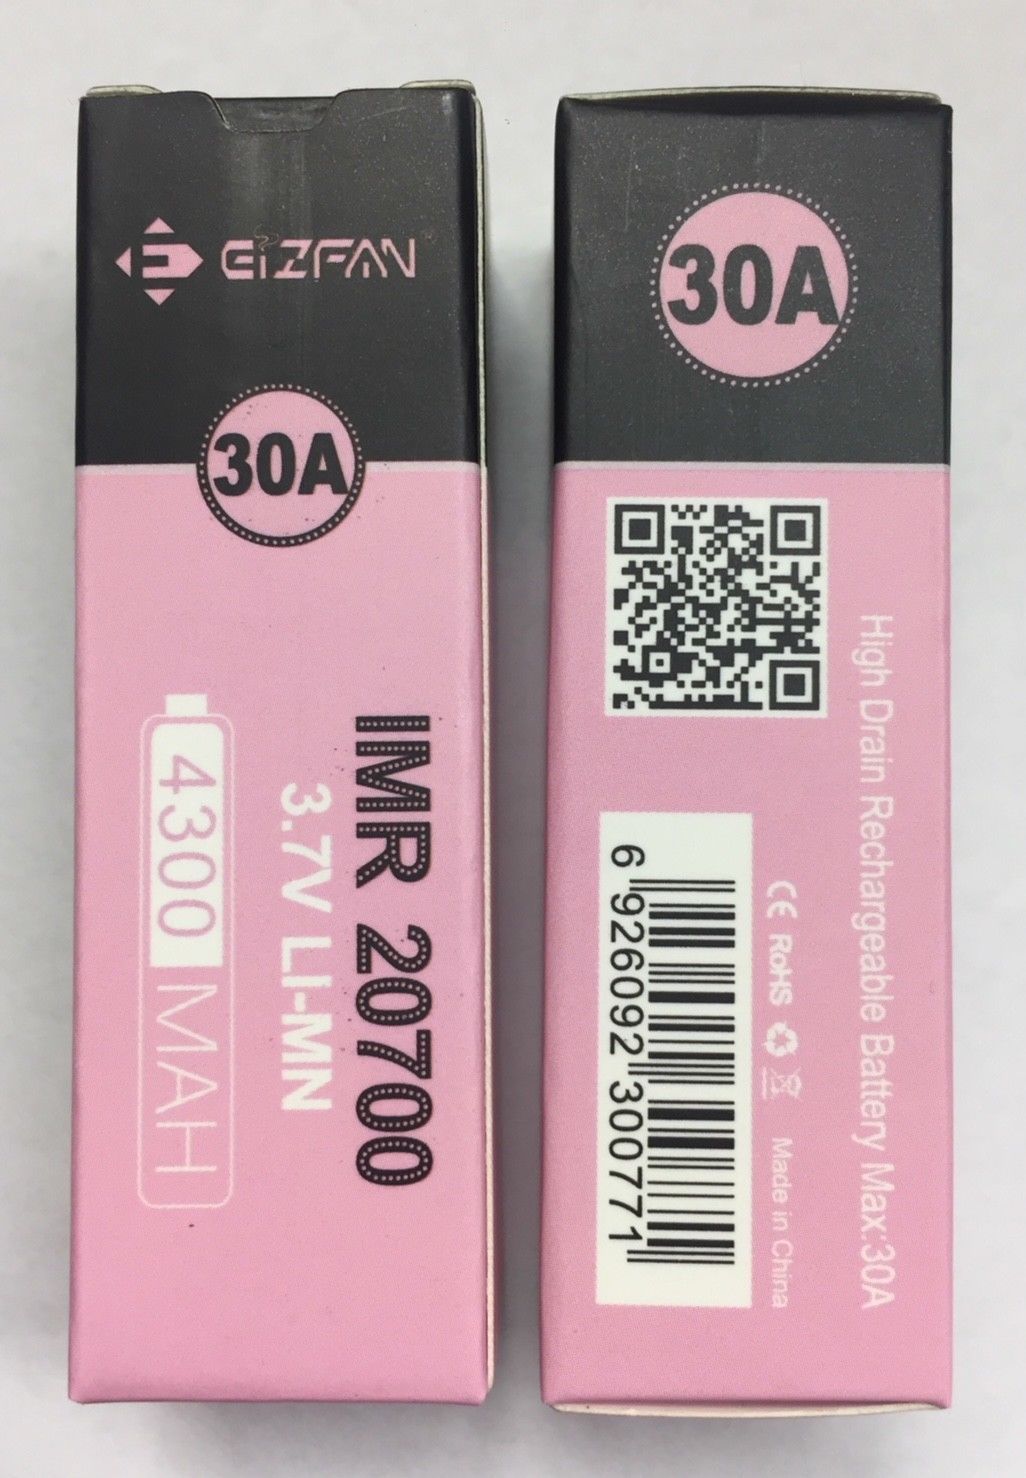 EIZFAN
30A
IMR 20700
3.7V LI-MN
4300 MAH
30A
High Drain Rechargeable Battery Max:30A
CE RoHS Made in China
6 926092 300771